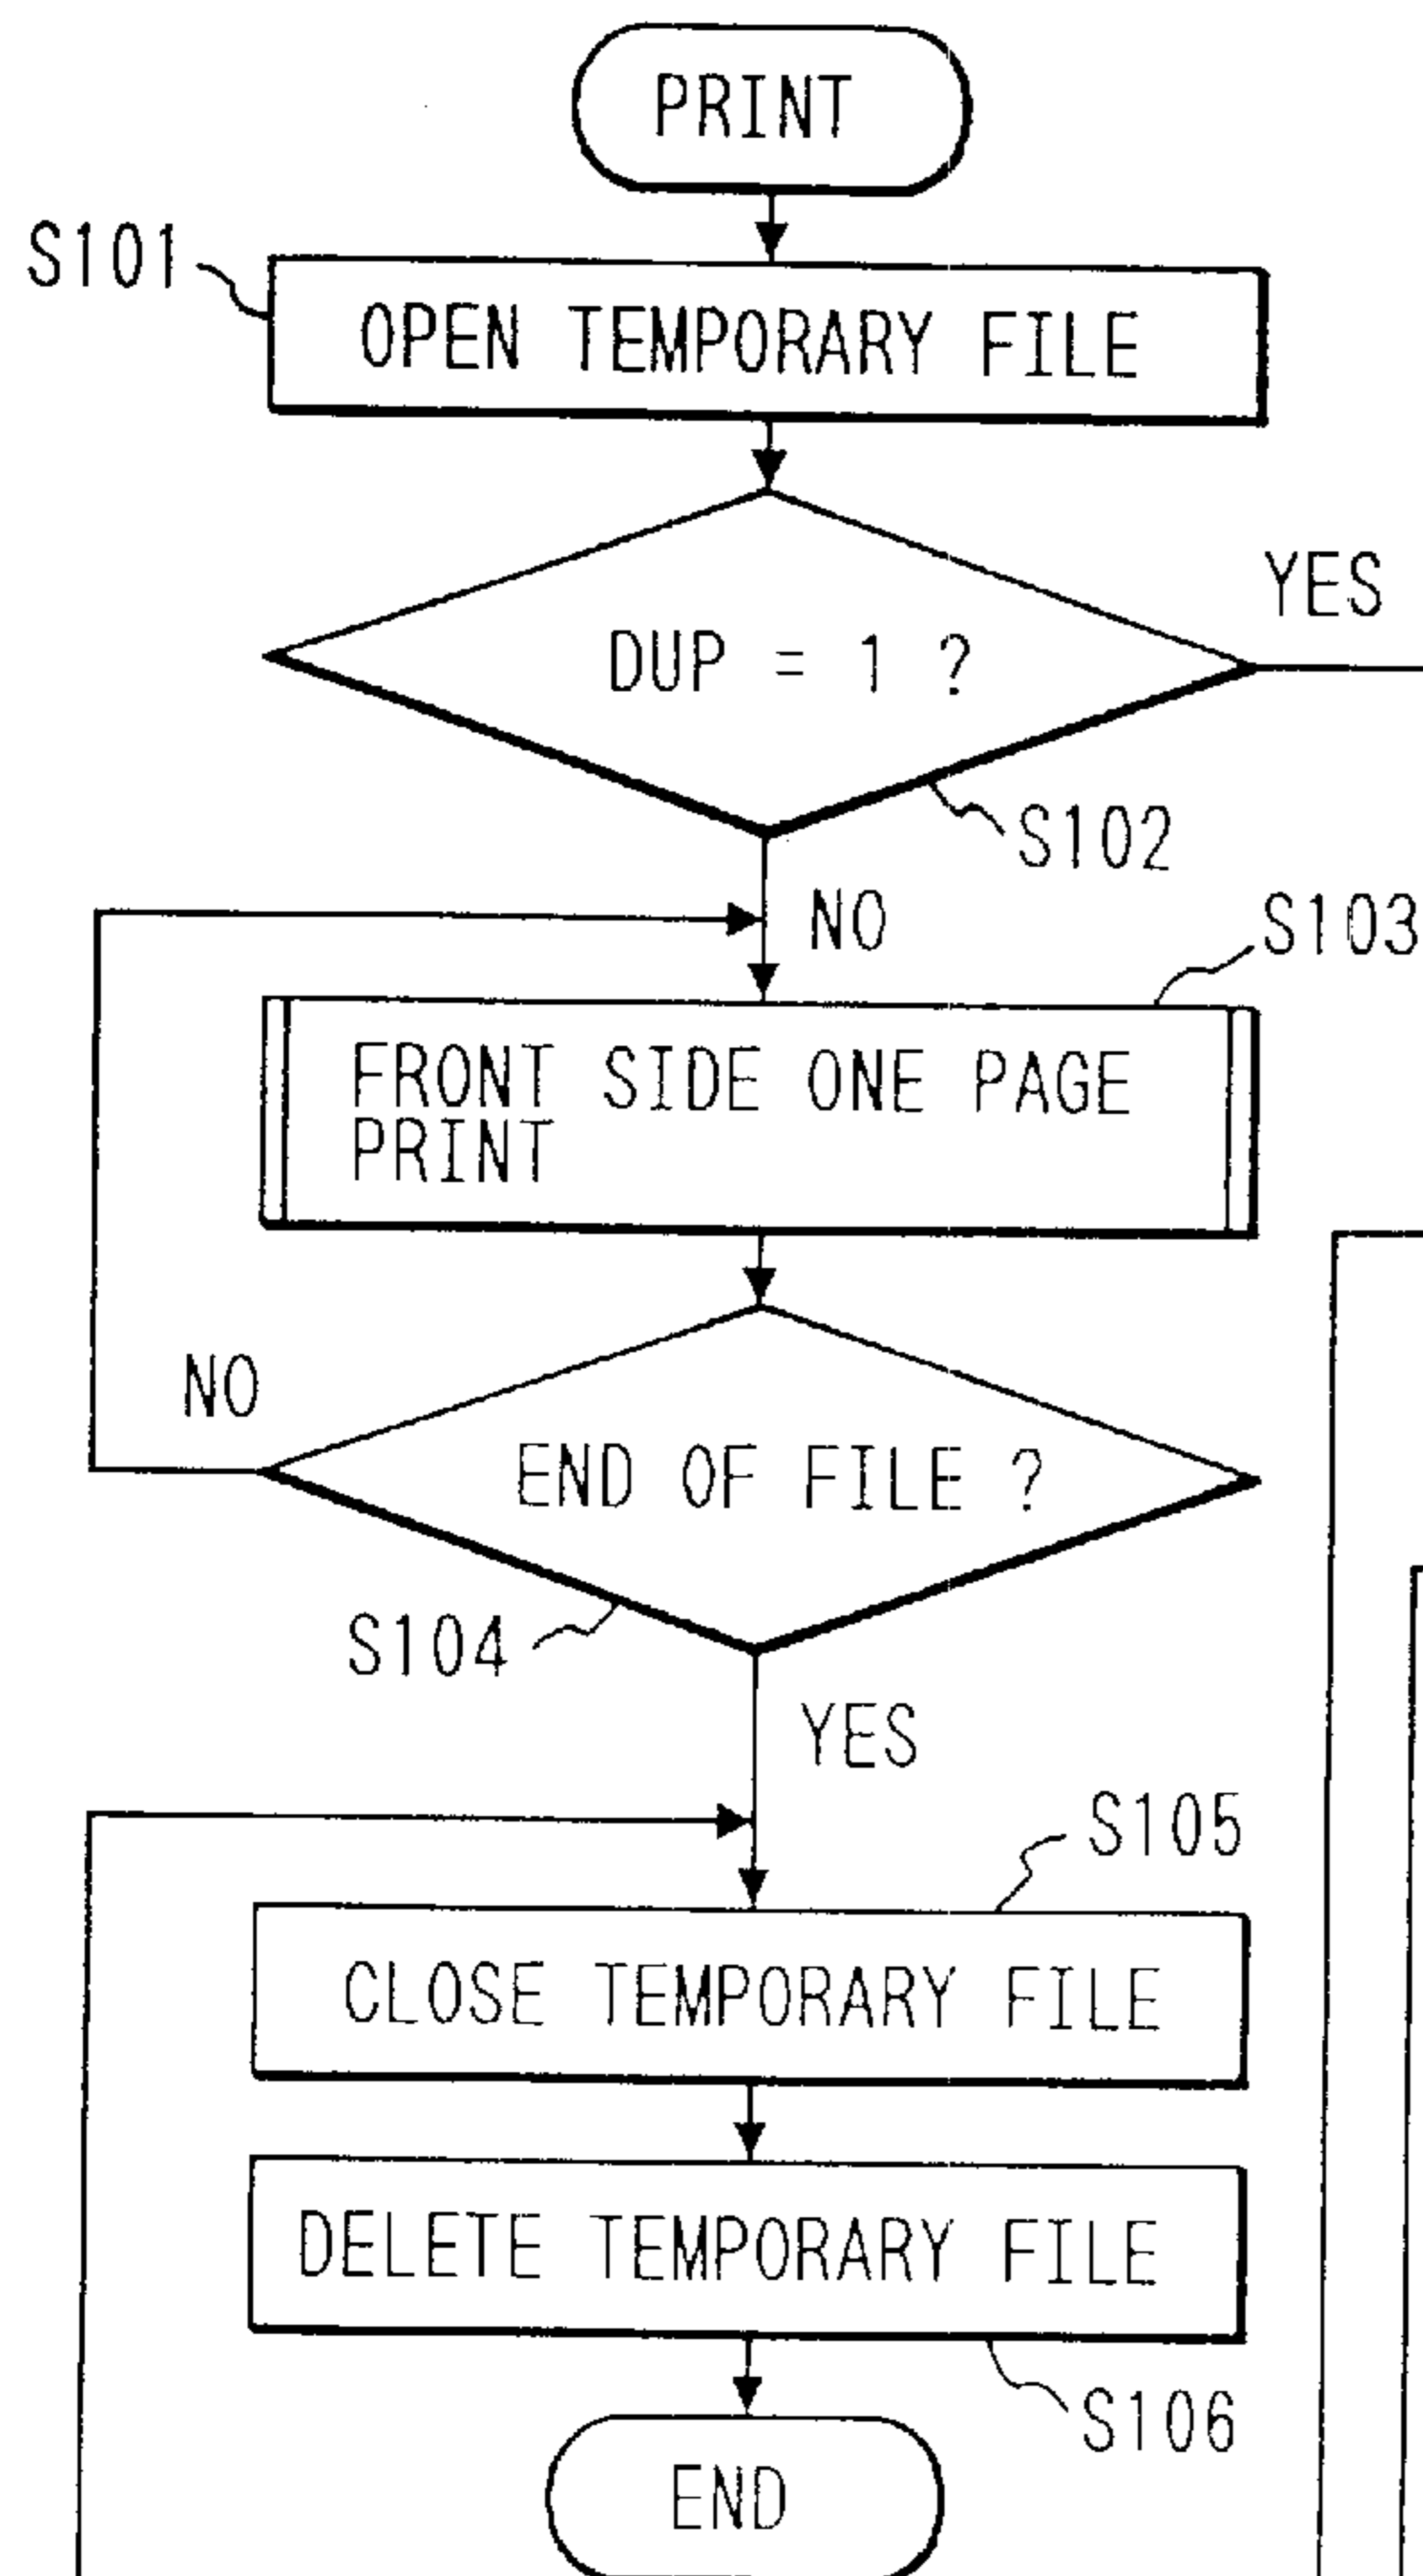 PRINT
S101
OPEN TEMPORARY FILE
YES
DUP = 1 ?
S102
NO
S103
FRONT SIDE ONE PAGE
PRINT
NO
END OF FILE ?
S104
YES
S105
CLOSE TEMPORARY FILE
DELETE TEMPORARY FILE
S106
END